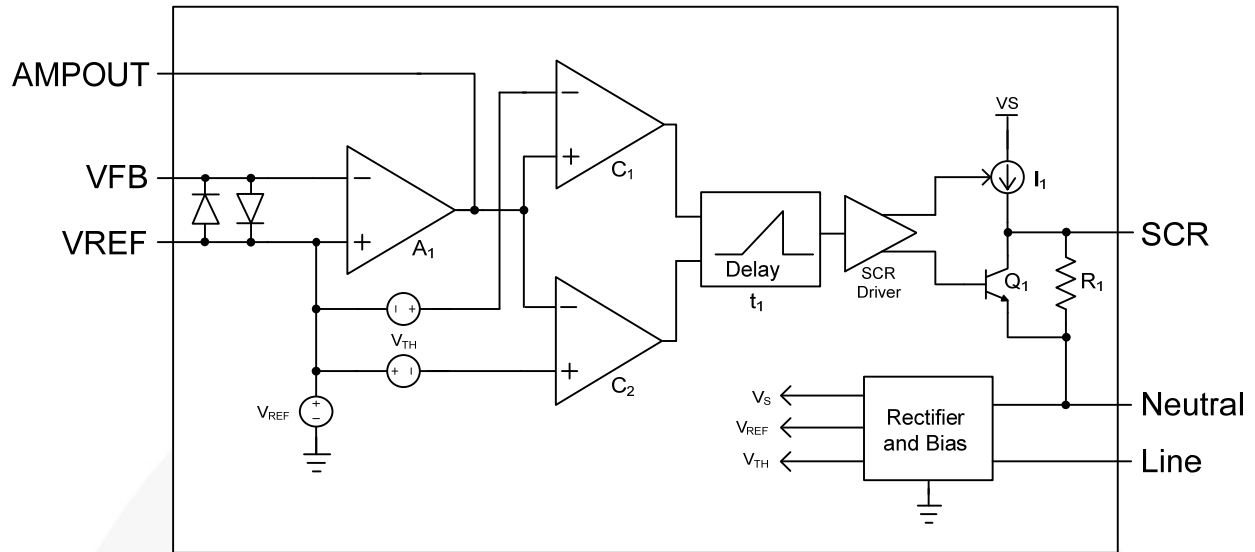 AMPOUT
VFB
VREF
−
+
A1
− +
VTH
+ −
VREF
+
−
−
+
C1
−
+
C2
Delay
t1
SCR
Driver
VS
I1
Q1
R1
SCR
Neutral
Line
VS
VREF
VTH
Rectifier
and Bias